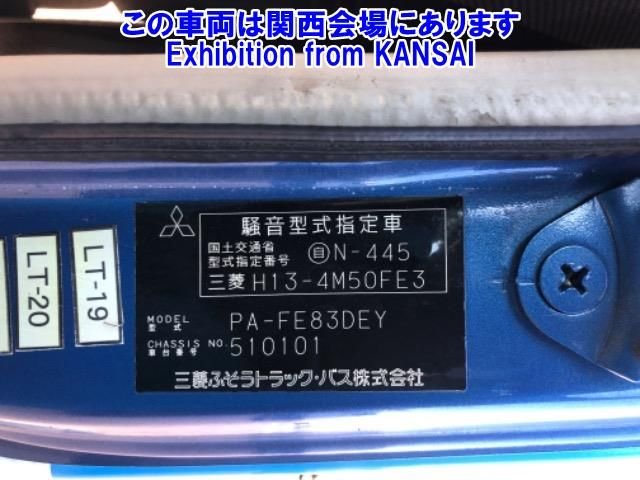 この車両は関西会場にあります
Exhibition from KANSAI
騒音型式指定車
国土交通省
型式指定番号
自N-445
三菱 H13-4M50FE3
MODEL
型式
PA-FE83DEY
CHASSIS NO.
車台番号
510101
三菱ふそうトラック・バス株式会社
LT-19
LT-20